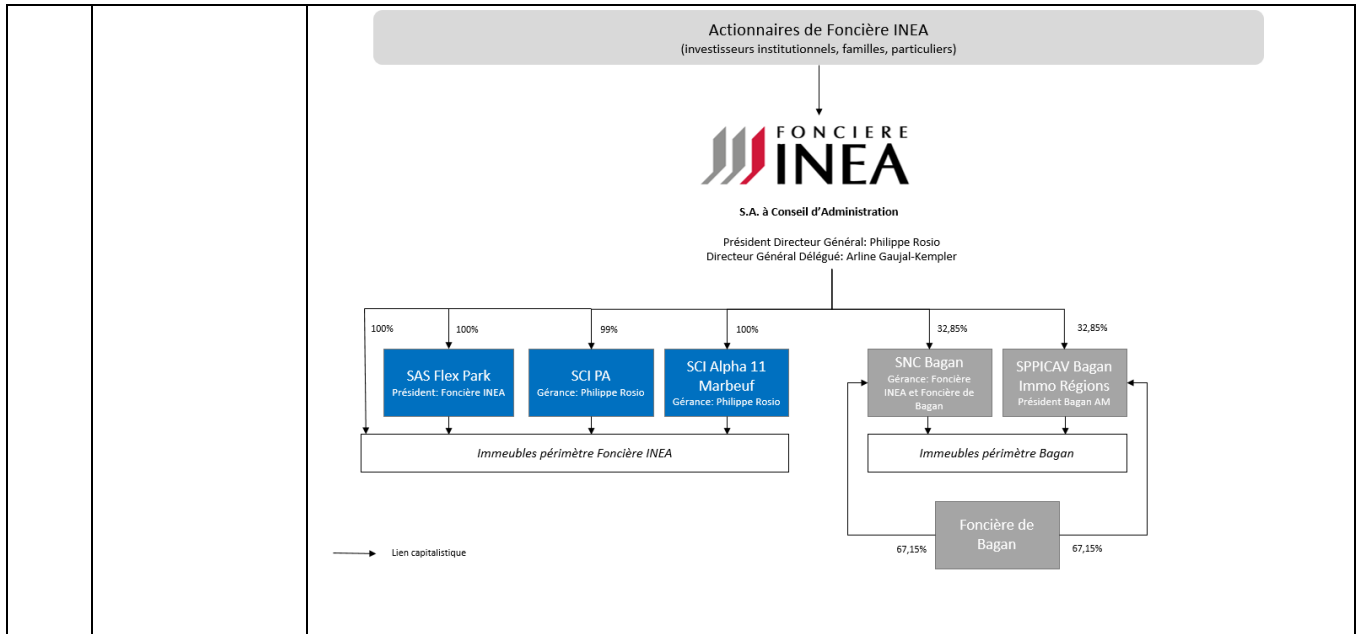 Actionnaires de Foncière INEA
(investisseurs institutionnels, familles, particuliers)
FONCIERE
INEA
S.A. à Conseil d'Administration
Président Directeur Général: Philippe Rosio
Directeur Général Délégué: Arline Gaujal-Kempler
100%
100%
99%
100%
32,85%
32,85%
SAS Flex Park
Président: Foncière INEA
SCI PA
Gérance: Philippe Rosio
SCI Alpha 11
Marbeuf
Gérance: Philippe Rosio
SNC Bagan
Gérance: Foncière
INEA et Foncière de
Bagan
SPPICAV Bagan
Immo Régions
Président Bagan AM
Immeubles périmètre Foncière INEA
Immeubles périmètre Bagan
Foncière de
Bagan
67,15%
67,15%
Lien capitalistique